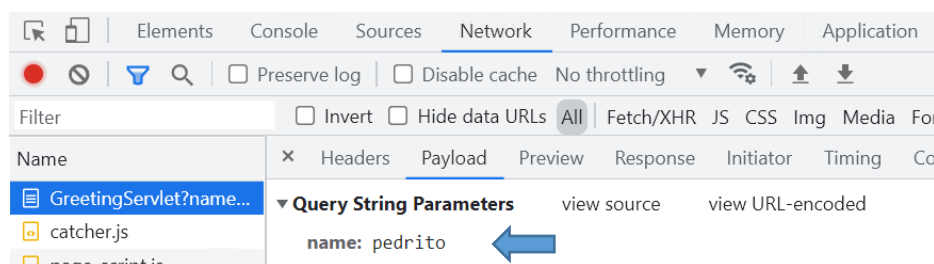 Elements Console Sources Network Performance Memory Application
Preserve log Disable cache No throttling
Filter Invert Hide data URLs All Fetch/XHR JS CSS Img Media
Name Headers Payload Preview Response Initiator Timing
GreetingServlet?name... Query String Parameters view source view URL-encoded
catcher.js name: pedrito